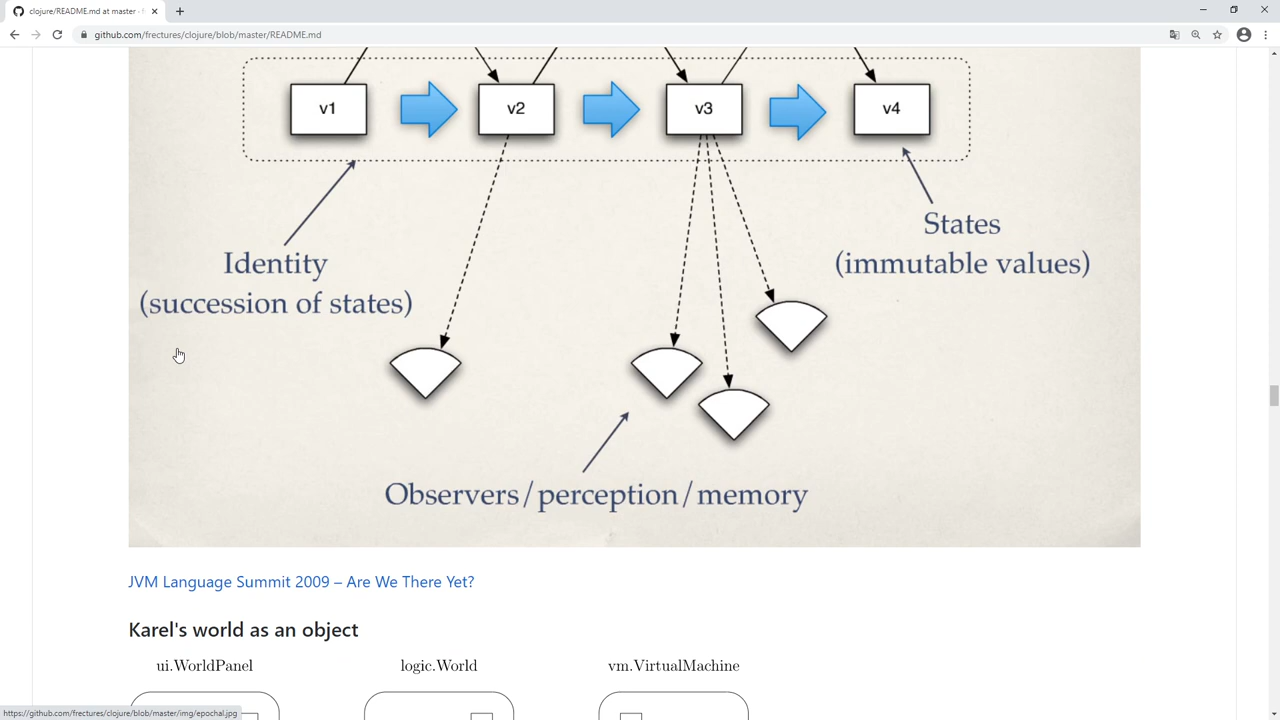 clojure/README.md at master · f
github.com/frectures/clojure/blob/master/README.md
v1
v2
v3
v4
Identity
(succession of states)
States
(immutable values)
Observers/perception/memory
JVM Language Summit 2009 – Are We There Yet?
Karel's world as an object
ui.WorldPanel
logic.World
vm.VirtualMachine
https://github.com/frectures/clojure/blob/master/img/epochal.jpg